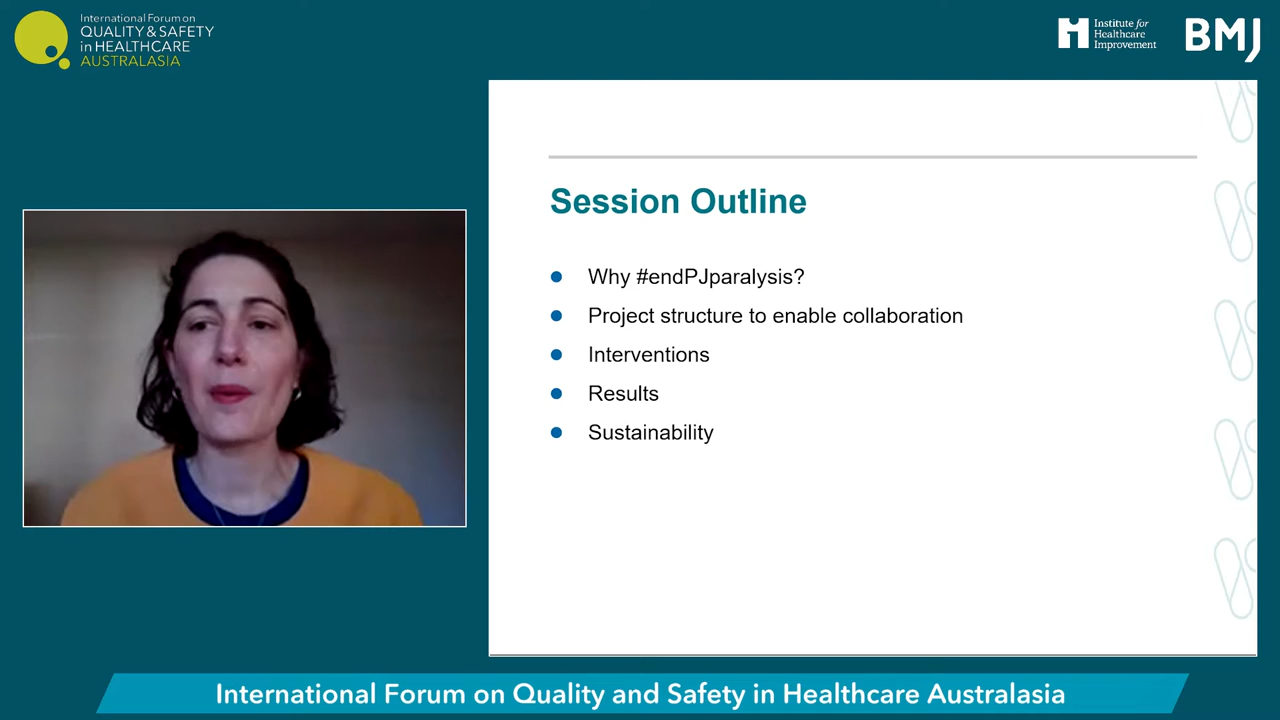 International Forum on
QUALITY & SAFETY
in HEALTHCARE
AUSTRALASIA
Institute for
Healthcare
Improvement
BMJ
Session Outline
Why #endPJparalysis?
Project structure to enable collaboration
Interventions
Results
Sustainability
International Forum on Quality and Safety in Healthcare Australasia